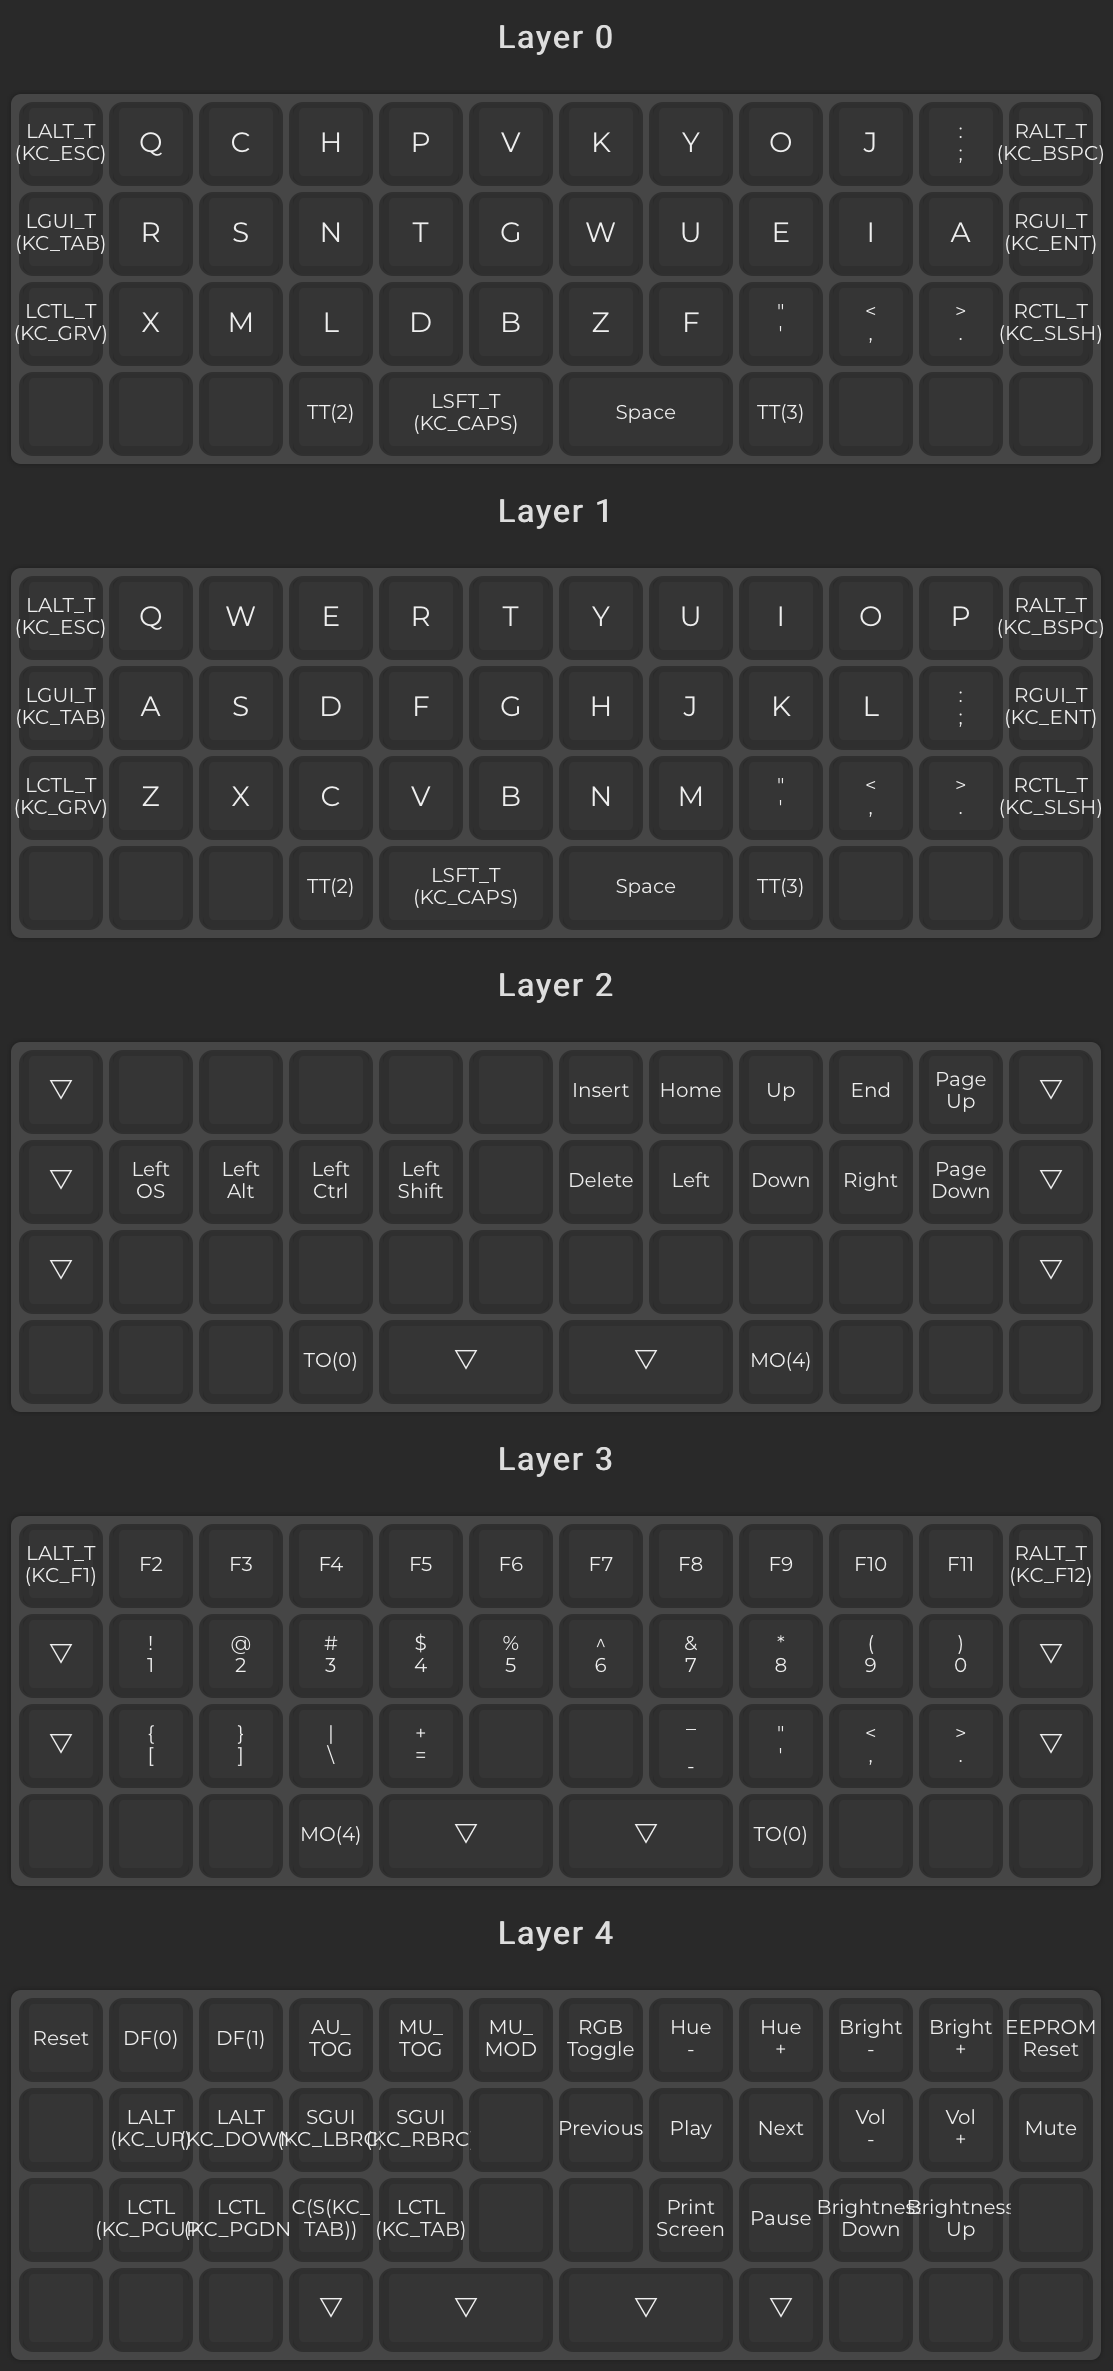 Layer 0
LALT_T
(KC_ESC) Q C H P V K Y O J :
; RALT_T
(KC_BSPC)
LGUI_T
(KC_TAB) R S N T G W U E I A RGUI_T
(KC_ENT)
LCTL_T
(KC_GRV) X M L D B Z F "
' <
, >
. RCTL_T
(KC_SLSH)
TT(2) LSFT_T
(KC_CAPS) Space TT(3)
Layer 1
LALT_T
(KC_ESC) Q W E R T Y U I O P RALT_T
(KC_BSPC)
LGUI_T
(KC_TAB) A S D F G H J K L :
; RGUI_T
(KC_ENT)
LCTL_T
(KC_GRV) Z X C V B N M "
' <
, >
. RCTL_T
(KC_SLSH)
TT(2) LSFT_T
(KC_CAPS) Space TT(3)
Layer 2
▽ Insert Home Up End Page
Up ▽
▽ Left
OS Left
Alt Left
Ctrl Left
Shift Delete Left Down Right Page
Down ▽
▽ ▽
TO(0) ▽ ▽ MO(4)
Layer 3
LALT_T
(KC_F1) F2 F3 F4 F5 F6 F7 F8 F9 F10 F11 RALT_T
(KC_F12)
▽ !
1 @
2 #
3 $
4 %
5 ^
6 &
7 *
8 (
9 )
0 ▽
▽ {
[ }
] |
\ +
= _
- "
' <
, >
. ▽
MO(4) ▽ ▽ TO(0)
Layer 4
Reset DF(0) DF(1) AU_
TOG MU_
TOG MU_
MOD RGB
Toggle Hue
- Hue
+ Bright
- Bright
+ EEPROM
Reset
LALT
(KC_UP) LALT
(KC_DOWN SGUI
(KC_LBRC SGUI
(KC_RBRC Previous Play Next Vol
- Vol
+ Mute
LCTL
(KC_PGUP LCTL
(KC_PGDN C(S(KC_
TAB)) LCTL
(KC_TAB) Print
Screen Pause Brightness
Down Brightness
Up
▽ ▽ ▽ ▽